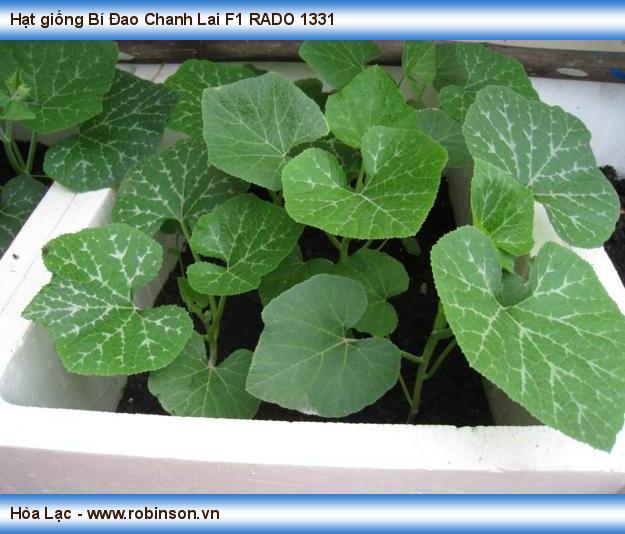 Hạt giống Bí Đao Chanh Lai F1 RADO 1331
Hòa Lạc - www.robinson.vn